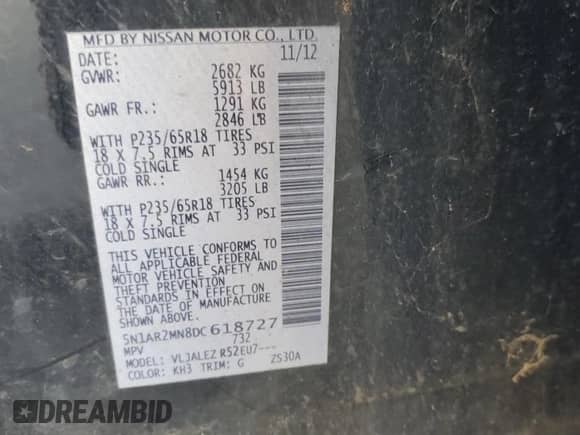 MFD BY NISSAN MOTOR CO., LTD.
DATE: 11/12
GVWR: 2682 KG
5913 LB
GAWR FR.: 1291 KG
2846 LB
WITH P235/65R18 TIRES
18 X 7.5 RIMS AT 33 PSI
COLD SINGLE
GAWR RR.: 1454 KG
3205 LB
WITH P235/65R18 TIRES
18 X 7.5 RIMS AT 33 PSI
COLD SINGLE
THIS VEHICLE CONFORMS TO
ALL APPLICABLE FEDERAL
MOTOR VEHICLE SAFETY AND
THEFT PREVENTION
STANDARDS IN EFFECT ON
THE DATE OF MANUFACTURE
SHOWN ABOVE.
5N1AR2MN8DC618727
MPV 732
MODEL: VLJALEZ R52EU7---
COLOR: KH3 TRIM: G ZS30A
DREAMBID